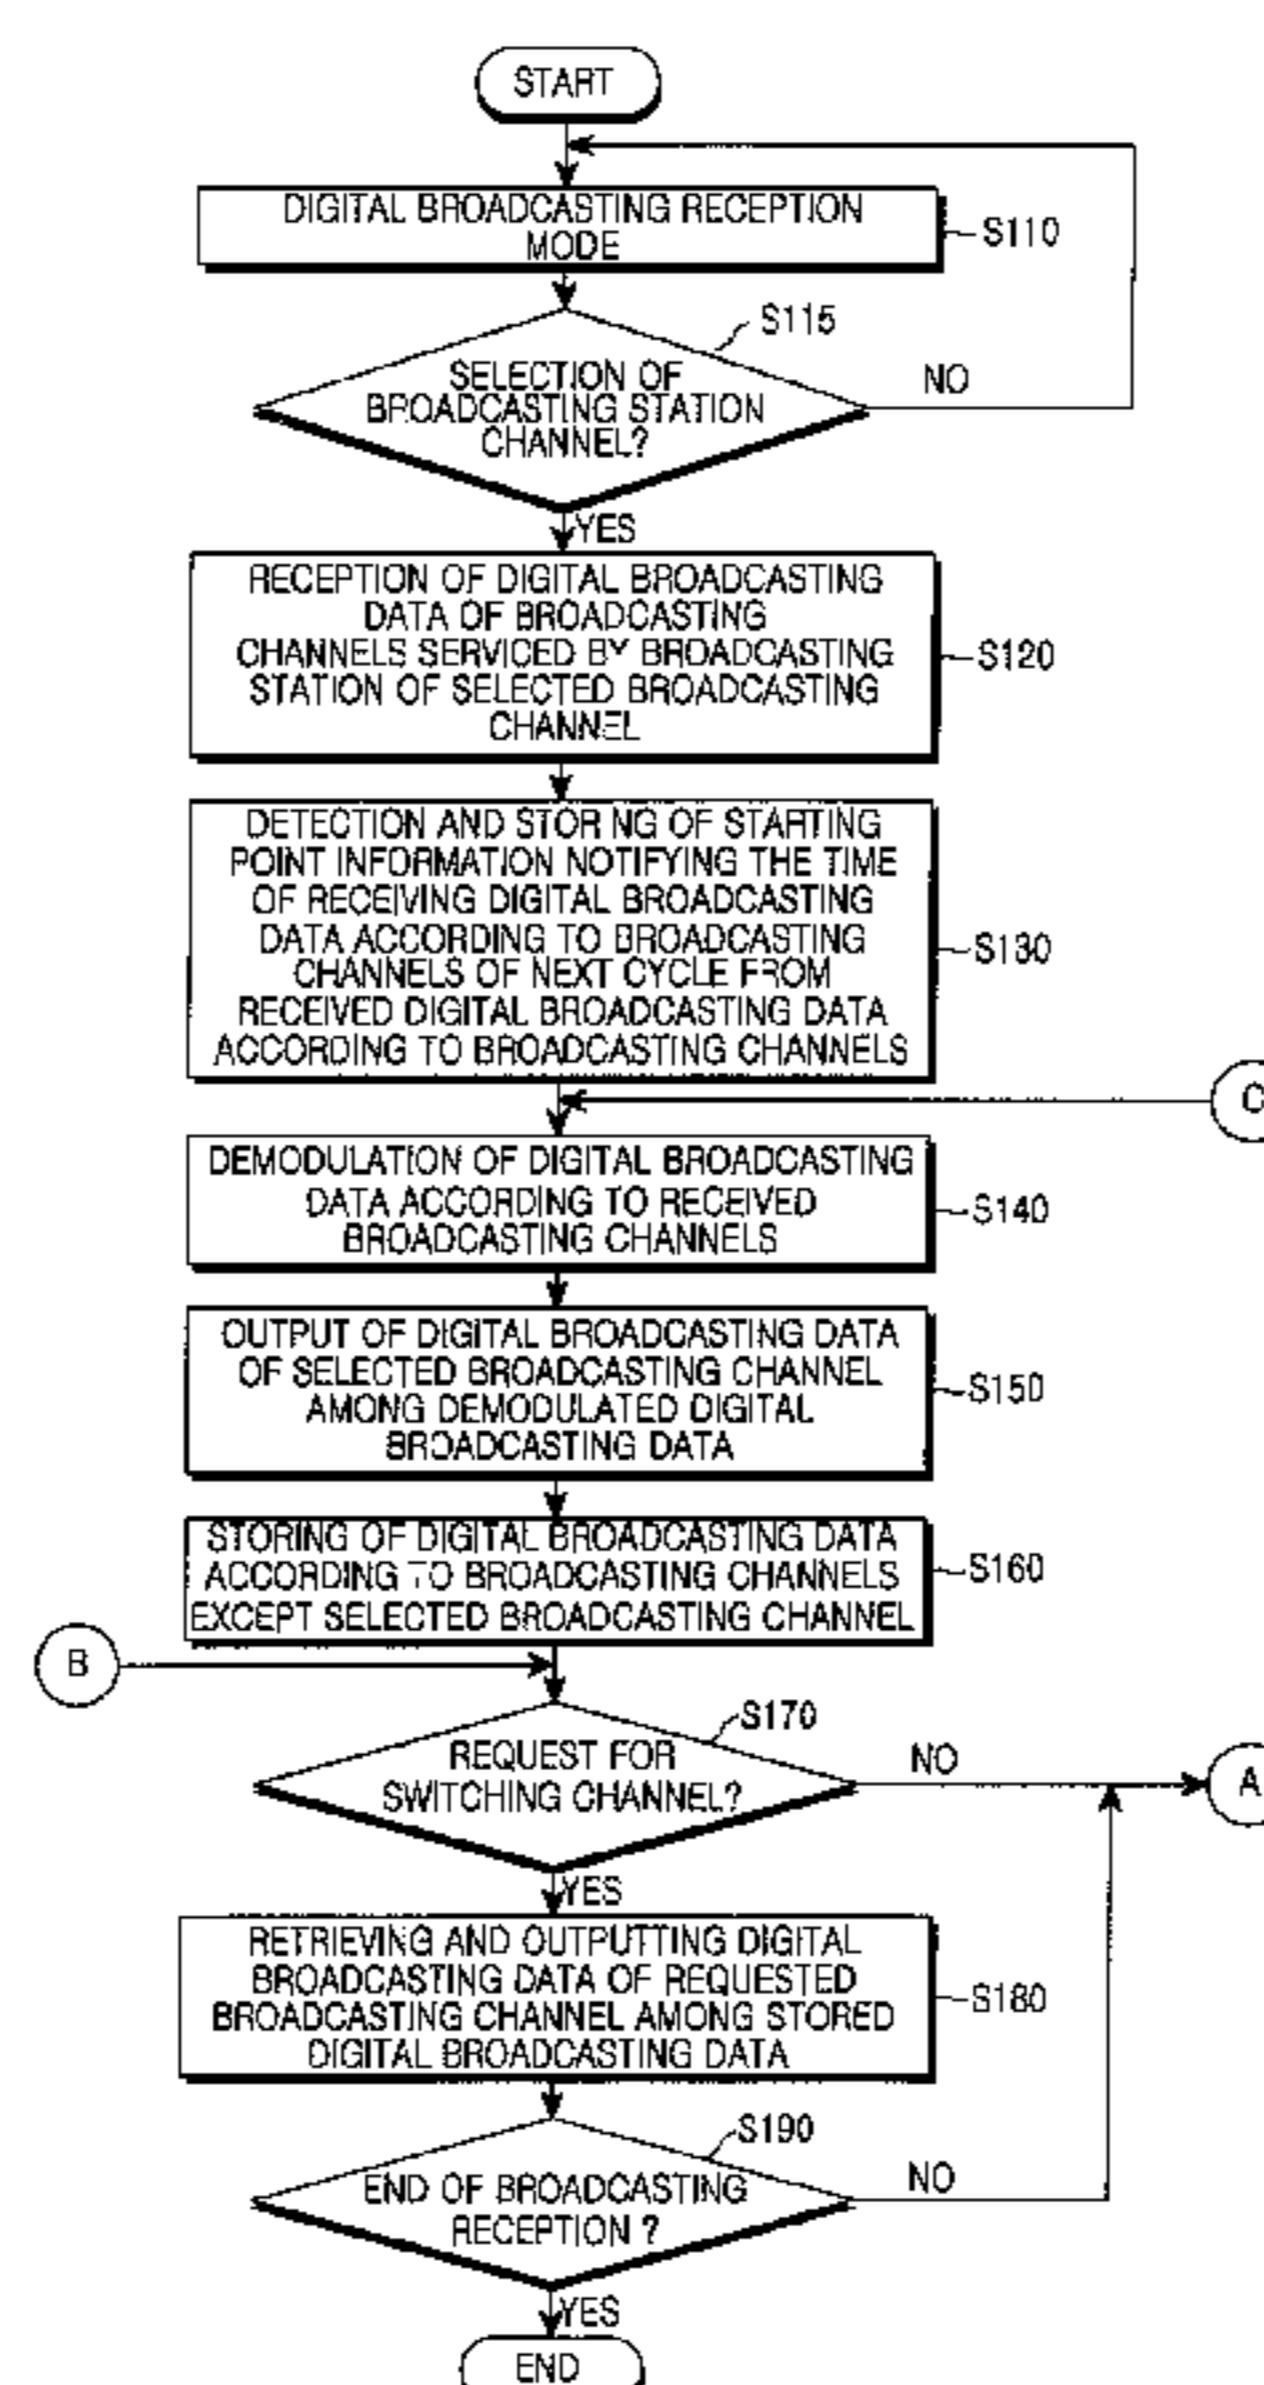 START
DIGITAL BROADCASTING RECEPTION
MODE
S110
S115
SELECTION OF
BROADCASTING STATION
CHANNEL?
NO
YES
RECEPTION OF DIGITAL BROADCASTING
DATA OF BROADCASTING
CHANNELS SERVICED BY BROADCASTING
STATION OF SELECTED BROADCASTING
CHANNEL
S120
DETECTION AND STORING OF STARTING
POINT INFORMATION NOTIFYING THE TIME
OF RECEIVING DIGITAL BROADCASTING
DATA ACCORDING TO BROADCASTING
CHANNELS OF NEXT CYCLE FROM
RECEIVED DIGITAL BROADCASTING DATA
ACCORDING TO BROADCASTING CHANNELS
S130
C
DEMODULATION OF DIGITAL BROADCASTING
DATA ACCORDING TO RECEIVED
BROADCASTING CHANNELS
S140
OUTPUT OF DIGITAL BROADCASTING DATA
OF SELECTED BROADCASTING CHANNEL
AMONG DEMODULATED DIGITAL
BROADCASTING DATA
S150
STORING OF DIGITAL BROADCASTING DATA
ACCORDING TO BROADCASTING CHANNELS
EXCEPT SELECTED BROADCASTING CHANNEL
S160
B
S170
REQUEST FOR
SWITCHING CHANNEL?
NO
A
YES
RETRIEVING AND OUTPUTTING DIGITAL
BROADCASTING DATA OF REQUESTED
BROADCASTING CHANNEL AMONG STORED
DIGITAL BROADCASTING DATA
S180
S190
END OF BROADCASTING
RECEPTION ?
NO
YES
END